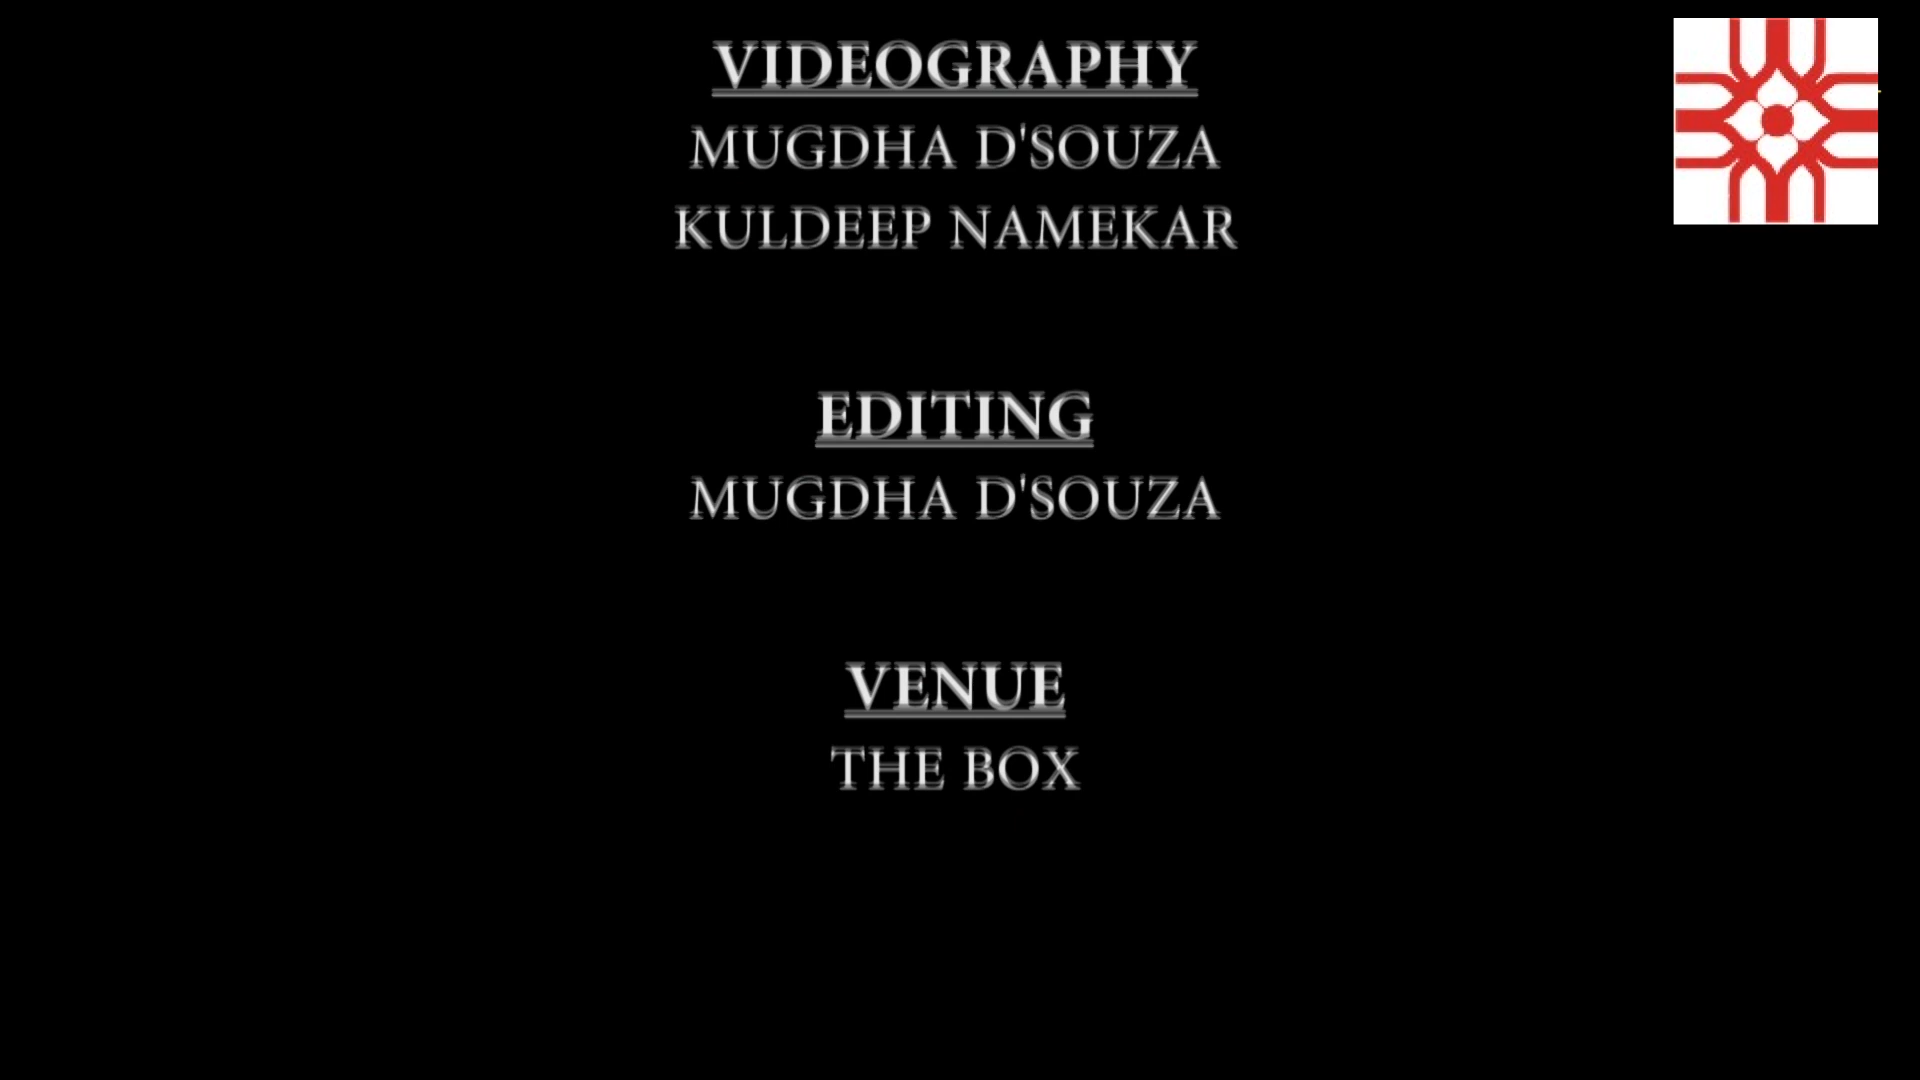 VIDEOGRAPHY
MUGDHA D'SOUZA
KULDEEP NAMEKAR
EDITING
MUGDHA D'SOUZA
VENUE
THE BOX